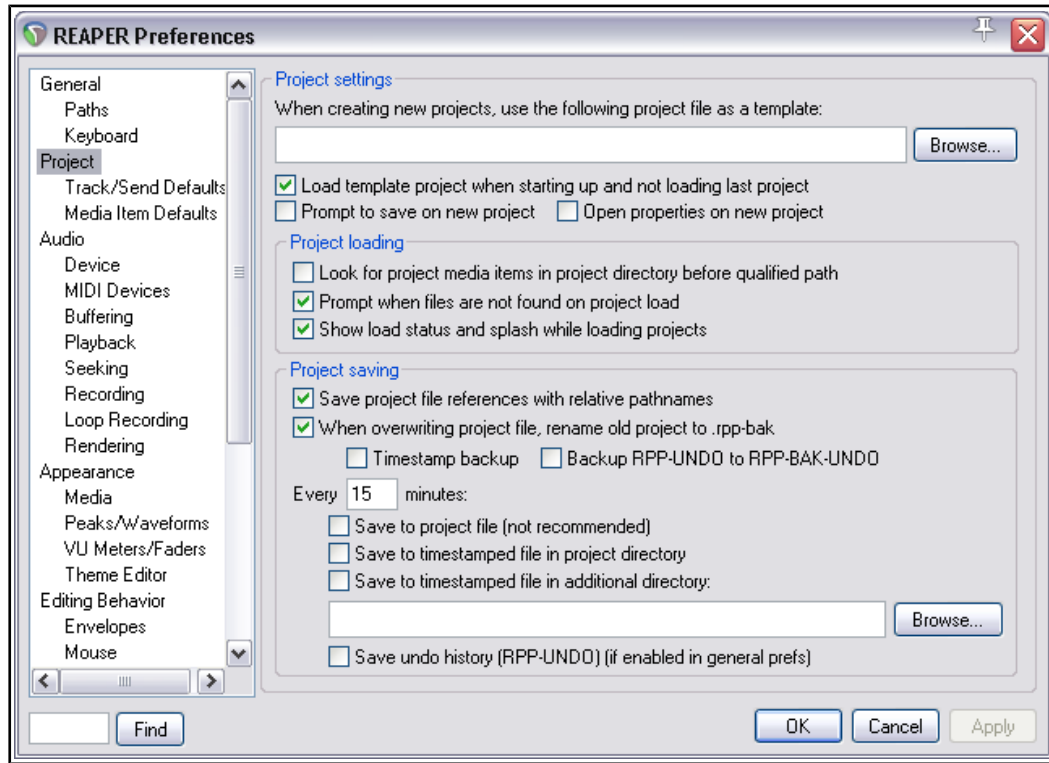 REAPER Preferences
General
Paths
Keyboard
Project
Track/Send Defaults
Media Item Defaults
Audio
Device
MIDI Devices
Buffering
Playback
Seeking
Recording
Loop Recording
Rendering
Appearance
Media
Peaks/Waveforms
VU Meters/Faders
Theme Editor
Editing Behavior
Envelopes
Mouse
Find
Project settings
When creating new projects, use the following project file as a template:
Browse...
Load template project when starting up and not loading last project
Prompt to save on new project Open properties on new project
Project loading
Look for project media items in project directory before qualified path
Prompt when files are not found on project load
Show load status and splash while loading projects
Project saving
Save project file references with relative pathnames
When overwriting project file, rename old project to .rpp-bak
Timestamp backup Backup RPP-UNDO to RPP-BAK-UNDO
Every 15 minutes:
Save to project file (not recommended)
Save to timestamped file in project directory
Save to timestamped file in additional directory:
Browse...
Save undo history (RPP-UNDO) (if enabled in general prefs)
OK Cancel Apply